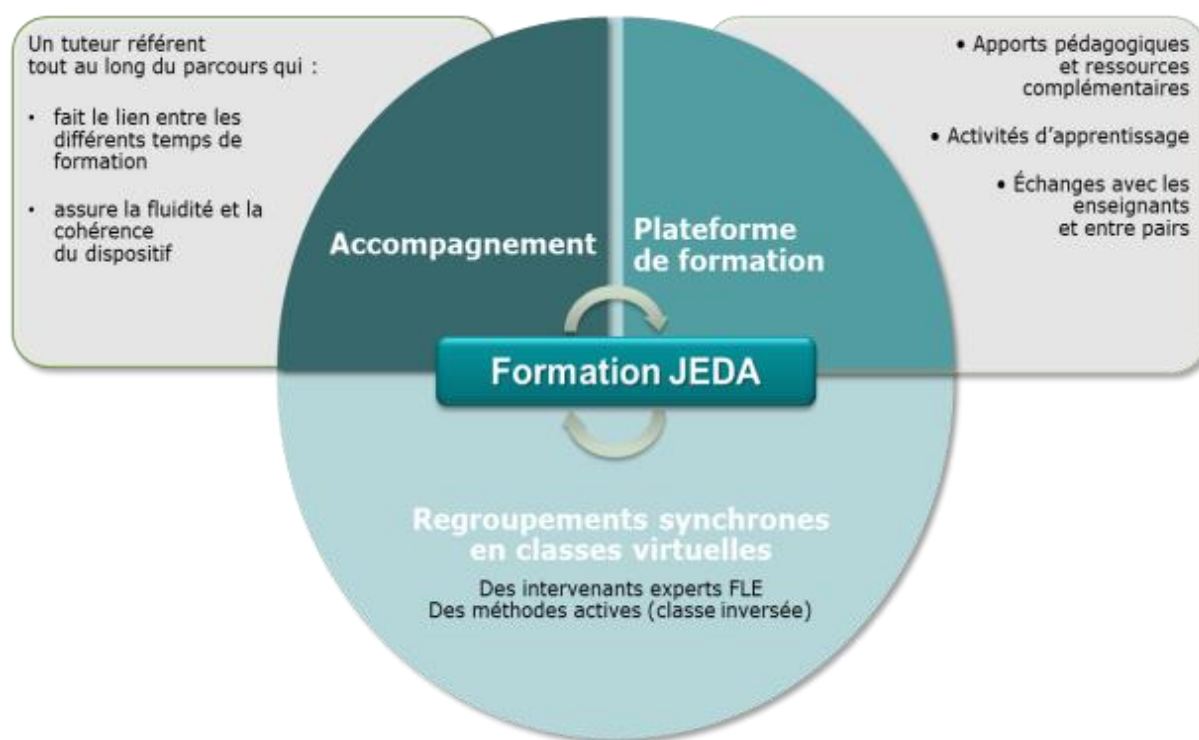 Un tuteur référent
tout au long du parcours qui :
• fait le lien entre les
différents temps de
formation
• assure la fluidité et la
cohérence
du dispositif
Accompagnement
Plateforme
de formation
• Apports pédagogiques
et ressources
complémentaires
• Activités d'apprentissage
• Échanges avec les
enseignants
et entre pairs
Formation JEDA
Regroupements synchrones
en classes virtuelles
Des intervenants experts FLE
Des méthodes actives (classe inversée)